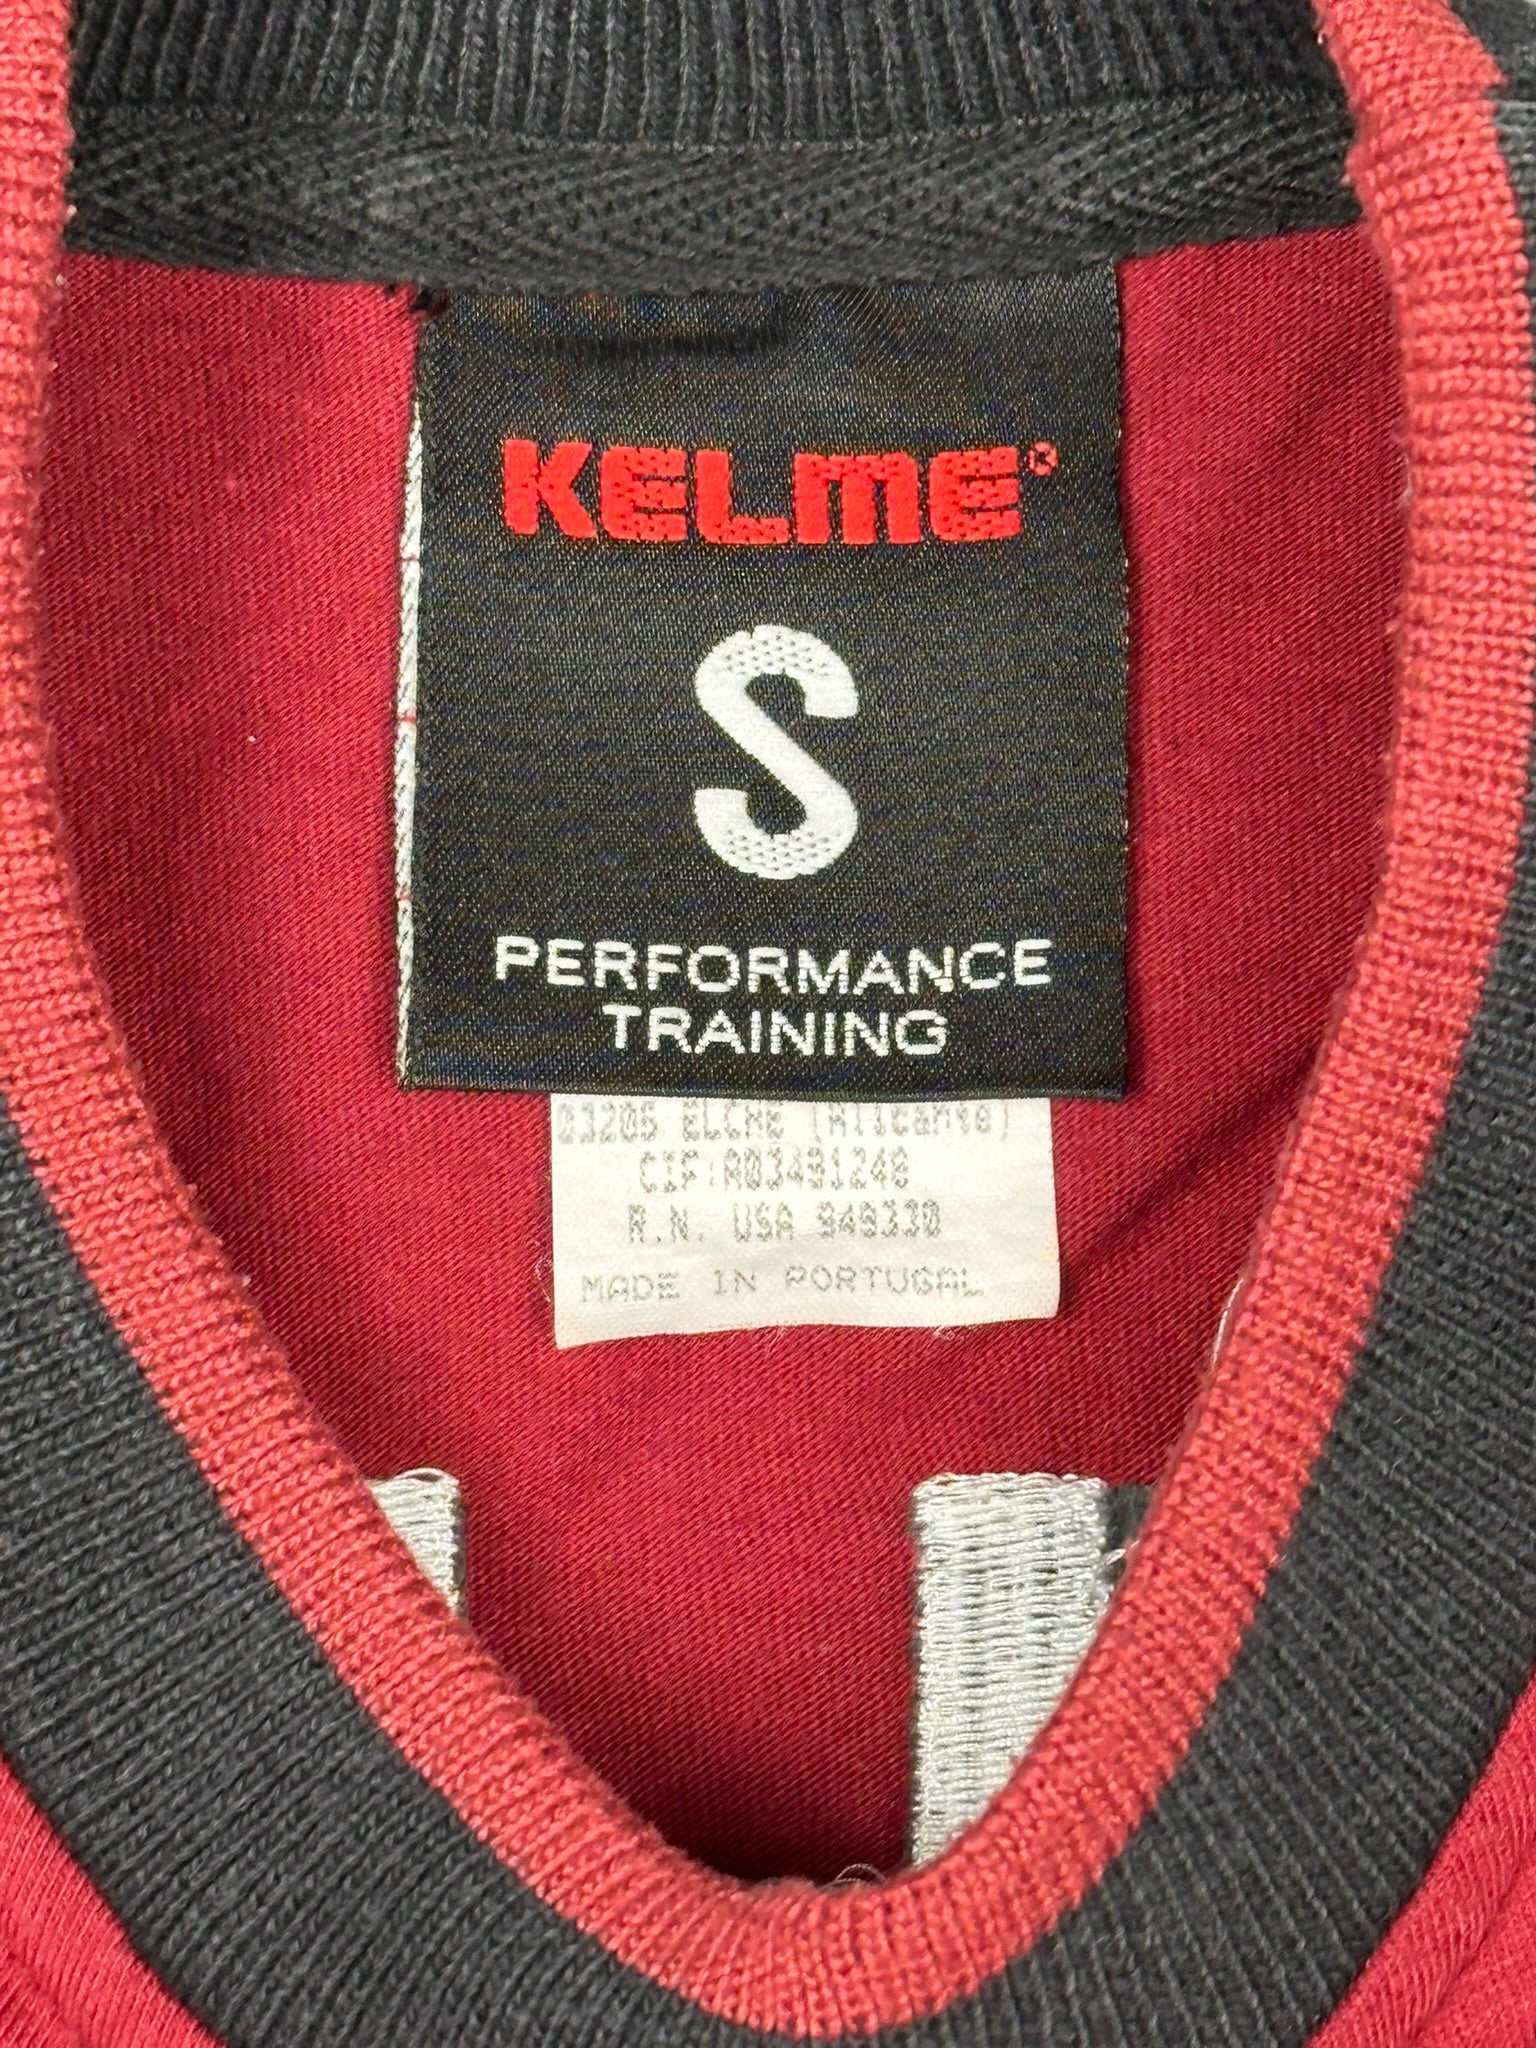 KELME®
S
PERFORMANCE
TRAINING
03205 ELCHE (Alicante)
CIF:A03491248
R.N. USA 949330
MADE IN PORTUGAL